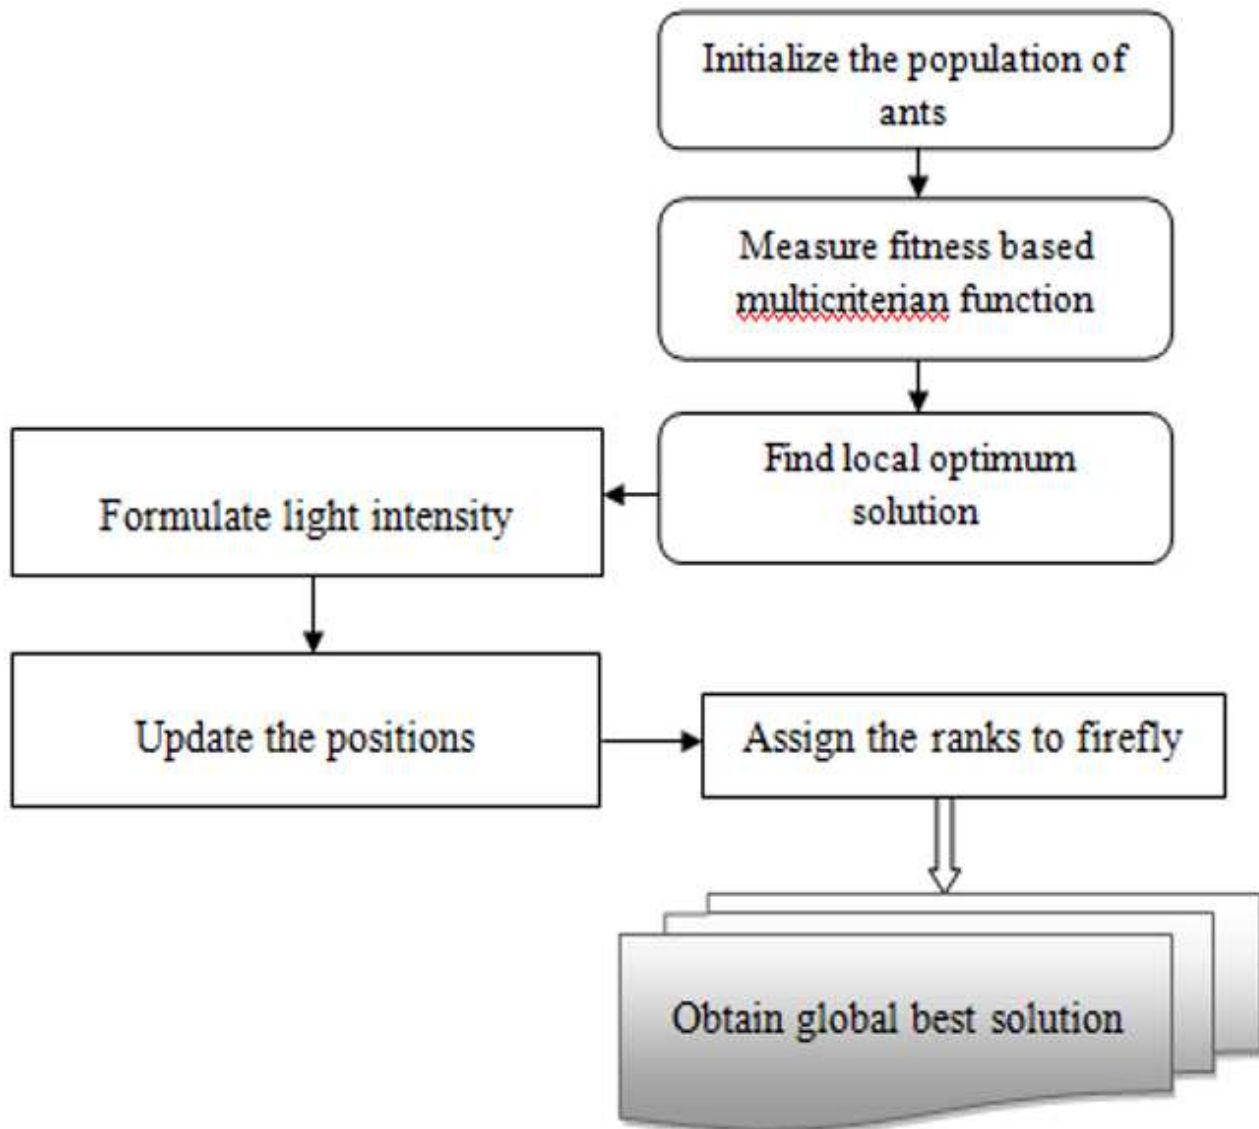 Initialize the population of
ants
Measure fitness based
multicriterian function
Find local optimum
solution
Formulate light intensity
Update the positions
Assign the ranks to firefly
Obtain global best solution